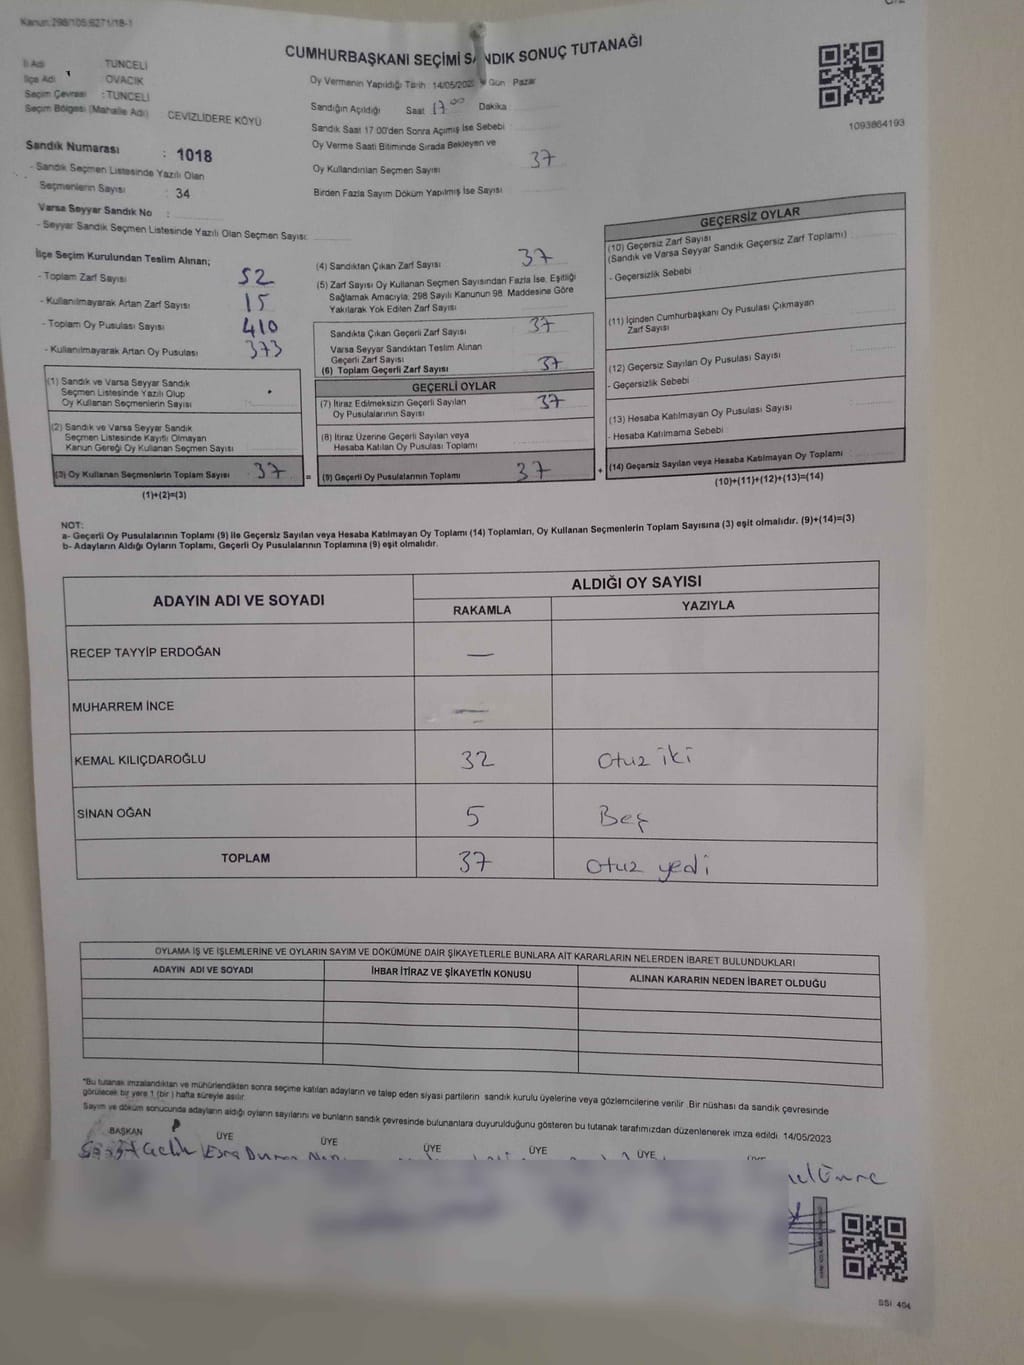 Kanun:298/105:6271/18-1
CUMHURBAŞKANI SEÇİMİ SANDIK SONUÇ TUTANAĞI
İl Adı : TUNCELİ
İlçe Adı : OVACIK
Seçim Çevresi : TUNCELİ
Seçim Bölgesi (Mahalle Adı) CEVİZLİDERE KÖYÜ
Sandık Numarası : 1018
- Sandık Seçmen Listesinde Yazılı Olan
Seçmenlerin Sayısı : 34
Varsa Seyyar Sandık No :
- Seyyar Sandık Seçmen Listesinde Yazılı Olan Seçmen Sayısı:
Oy Vermenin Yapıldığı Tarih 14/05/2023 Gün Pazar
Sandığın Açıldığı Saat 17 00 Dakika
Sandık Saat 17:00'den Sonra Açımış İse Sebebi :
Oy Verme Saati Bitiminde Sırada Bekleyen ve
Oy Kullandırılan Seçmen Sayısı 37
Birden Fazla Sayım Döküm Yapılmış İse Sayısı
1093864193
İlçe Seçim Kurulundan Teslim Alınan;
- Toplam Zarf Sayısı 52
- Kullanılmayarak Artan Zarf Sayısı 15
- Toplam Oy Pusulası Sayısı 410
- Kullanılmayarak Artan Oy Pusulası 373
(1) Sandık ve Varsa Seyyar Sandık
Seçmen Listesinde Yazılı Olup
Oy Kullanan Seçmenlerin Sayısı
(2) Sandık ve Varsa Seyyar Sandık
Seçmen Listesinde Kayıtlı Olmayan
Kanun Gereği Oy Kullanan Seçmen Sayısı
(3) Oy Kullanan Seçmenlerin Toplam Sayısı 37
(1)+(2)=(3)
(4) Sandıktan Çıkan Zarf Sayısı 37
(5) Zarf Sayısı Oy Kullanan Seçmen Sayısından Fazla İse, Eşitliği
Sağlamak Amacıyla; 298 Sayılı Kanunun 98. Maddesine Göre
Yakılarak Yok Edilen Zarf Sayısı
Sandıkta Çıkan Geçerli Zarf Sayısı 37
Varsa Seyyar Sandıktan Teslim Alınan
Geçerli Zarf Sayısı
(6) Toplam Geçerli Zarf Sayısı 37
GEÇERLİ OYLAR
(7) İtiraz Edilmeksizin Geçerli Sayılan
Oy Pusulalarının Sayısı 37
(8) İtiraz Üzerine Geçerli Sayılan veya
Hesaba Katılan Oy Pusulası Toplamı
= (9) Geçerli Oy Pusulalarının Toplamı 37 +
GEÇERSİZ OYLAR
(10) Geçersiz Zarf Sayısı
(Sandık ve Varsa Seyyar Sandık Geçersiz Zarf Toplamı)
- Geçersizlik Sebebi
(11) İçinden Cumhurbaşkanı Oy Pusulası Çıkmayan
Zarf Sayısı
(12) Geçersiz Sayılan Oy Pusulası Sayısı
- Geçersizlik Sebebi
(13) Hesaba Katılmayan Oy Pusulası Sayısı
- Hesaba Katılmama Sebebi
(14) Geçersiz Sayılan veya Hesaba Katılmayan Oy Toplamı
(10)+(11)+(12)+(13)=(14)
NOT:
a- Geçerli Oy Pusulalarının Toplamı (9) ile Geçersiz Sayılan veya Hesaba Katılmayan Oy Toplamı (14) Toplamları, Oy Kullanan Seçmenlerin Toplam Sayısına (3) eşit olmalıdır. (9)+(14)=(3)
b- Adayların Aldığı Oyların Toplamı, Geçerli Oy Pusulalarının Toplamına (9) eşit olmalıdır.
ADAYIN ADI VE SOYADI
ALDIĞI OY SAYISI
RAKAMLA YAZIYLA
RECEP TAYYİP ERDOĞAN —
MUHARREM İNCE —
KEMAL KILIÇDAROĞLU 32 Otuz iki
SİNAN OĞAN 5 Beş
TOPLAM 37 Otuz yedi
OYLAMA İŞ VE İŞLEMLERİNE VE OYLARIN SAYIM VE DÖKÜMÜNE DAİR ŞİKAYETLERLE BUNLARA AİT KARARLARIN NELERDEN İBARET BULUNDUKLARI
ADAYIN ADI VE SOYADI İHBAR İTİRAZ VE ŞİKAYETİN KONUSU ALINAN KARARIN NEDEN İBARET OLDUĞU
*Bu tutanak imzalandıktan ve mühürlendikten sonra seçime katılan adayların ve talep eden siyasi partilerin sandık kurulu üyelerine veya gözlemcilerine verilir .Bir nüshası da sandık çevresinde
görülecek bir yere 1 (bir ) hafta süreyle asılır.
Sayım ve döküm sonucunda adayların aldığı oyların sayılarını ve bunların sandık çevresinde bulunanlara duyurulduğunu gösteren bu tutanak tarafımızdan düzenlenerek imza edildi. 14/05/2023
BAŞKAN ÜYE ÜYE ÜYE ÜYE ÜYE
Esra Duman
SSİ 404